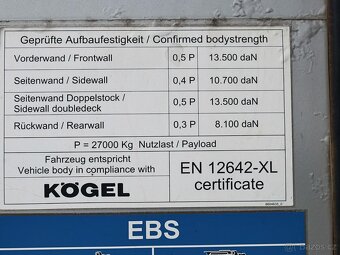 Geprüfte Aufbaufestigkeit / Confirmed bodystrength
Vorderwand / Frontwall 0,5 P 13.500 daN
Seitenwand / Sidewall 0,4 P 10.700 daN
Seitenwand Doppelstock / Sidewall doubledeck 0,5 P 13.500 daN
Rückwand / Rearwall 0,3 P 8.100 daN
P = 27000 Kg Nutzlast / Payload
Fahrzeug entspricht
Vehicle body in compliance with
KÖGEL
EN 12642-XL
certificate
EBS